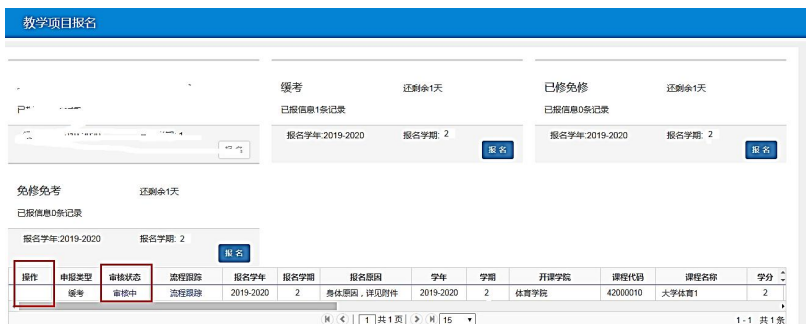 教学项目报名
缓考 还剩余1天
已报信息1条记录
报名学年:2019-2020 报名学期: 2
报名
已修免修 还剩余1天
已报信息0条记录
报名学年:2019-2020 报名学期: 2
报名
免修免考 还剩余1天
已报信息0条记录
报名学年:2019-2020 报名学期: 2
报名
操作 申报类型 审核状态 流程跟踪 报名学年 报名学期 报名原因 学年 学期 开课学院 课程代码 课程名称 学分
缓考 审核中 流程跟踪 2019-2020 2 身体原因，详见附件 2019-2020 2 体育学院 42000010 大学体育1 2
1 共1页 15 1 - 1 共1条